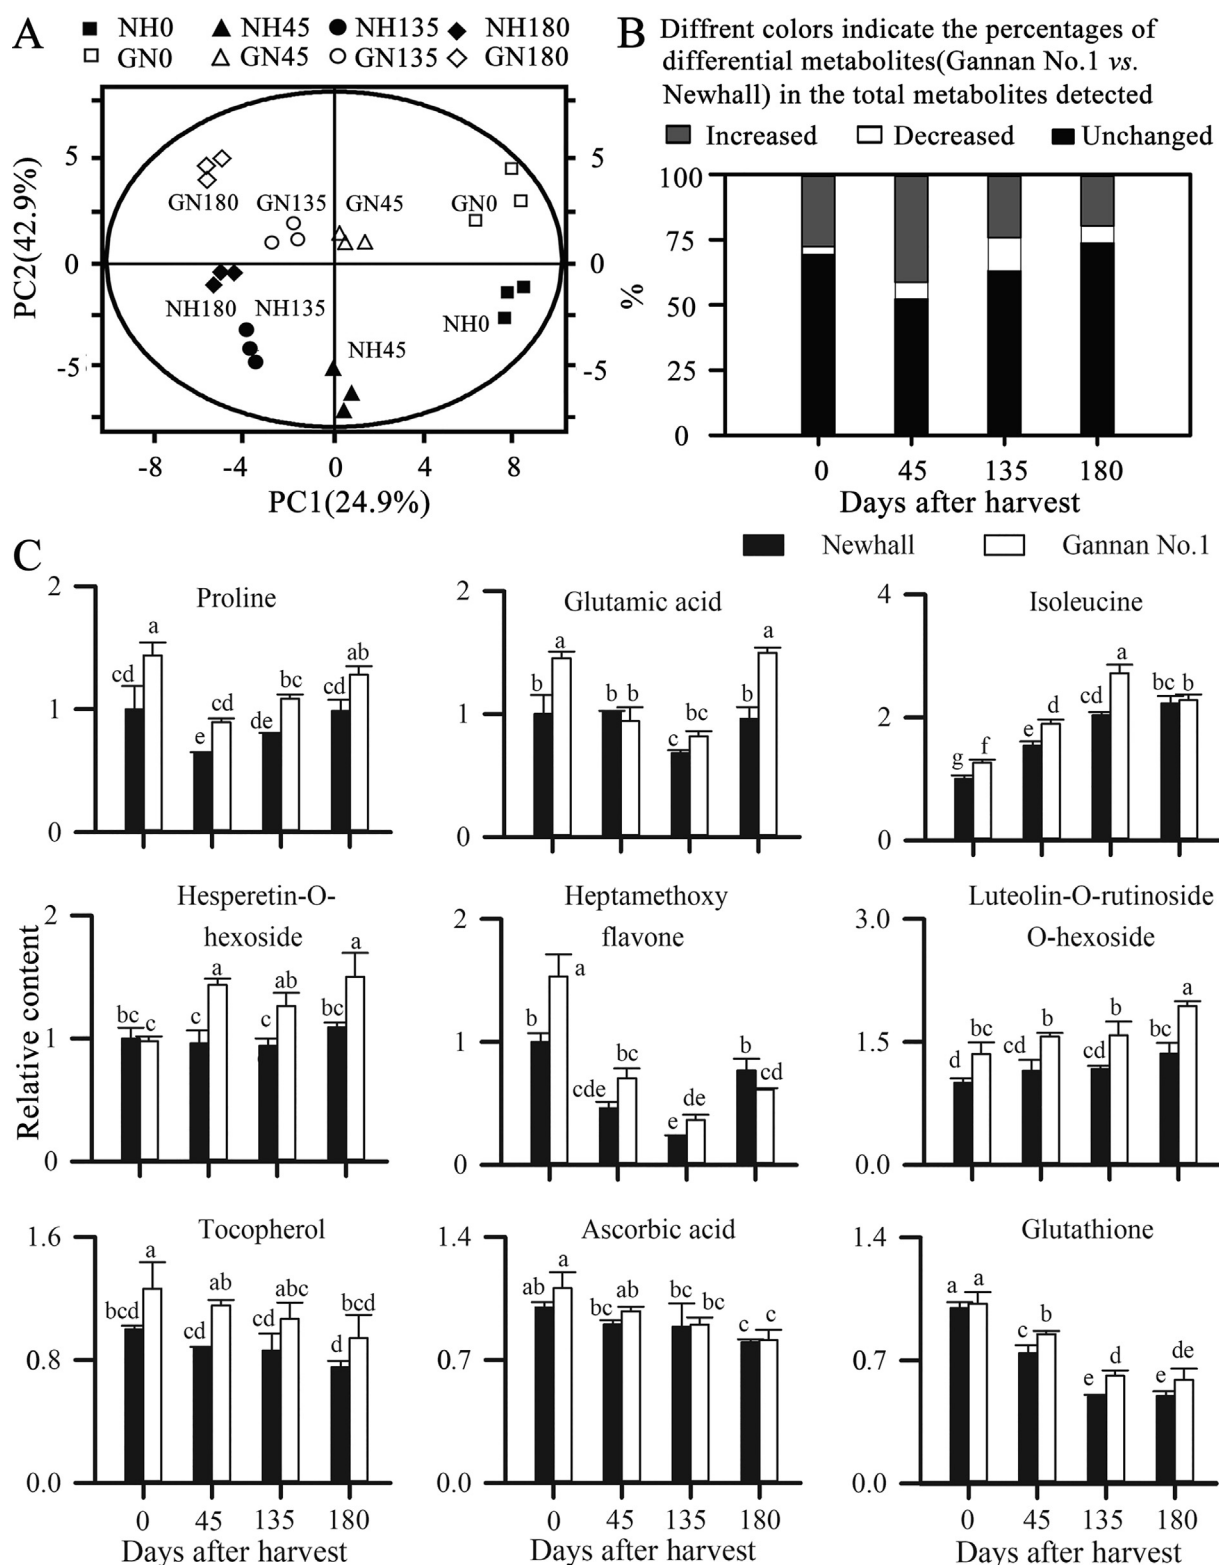 A
NH0 NH45 NH135 NH180
GN0 GN45 GN135 GN180
PC2(42.9%)
5
0
-5
5
0
-5
GN180 GN135 GN45 GN0
NH180 NH135
NH0
NH45
-8 -4 0 4 8
PC1(24.9%)
B Diffrent colors indicate the percentages of
differential metabolites(Gannan No.1 vs.
Newhall) in the total metabolites detected
Increased Decreased Unchanged
%
100
75
50
25
0
0 45 135 180
Days after harvest
C
Newhall Gannan No.1
Relative content
Proline
2
1
0
cd a e cd de bc cd ab
Glutamic acid
2
1
0
b a b b c bc b a
Isoleucine
4
2
0
g f e d cd a bc b
Hesperetin-O-
hexoside
2
1
0
bc c c a c ab bc a
Heptamethoxy
flavone
2
1
0
b a cde bc e de a cd
Luteolin-O-rutinoside
O-hexoside
3.0
1.5
0.0
d bc cd b cd b bc a
Tocopherol
1.6
0.8
0.0
bcd a cd ab cd abc d bcd
0 45 135 180
Days after harvest
Ascorbic acid
1.4
0.7
0.0
ab a bc ab bc bc c c
0 45 135 180
Days after harvest
Glutathione
1.4
0.7
0.0
a a c b e d e de
0 45 135 180
Days after harvest